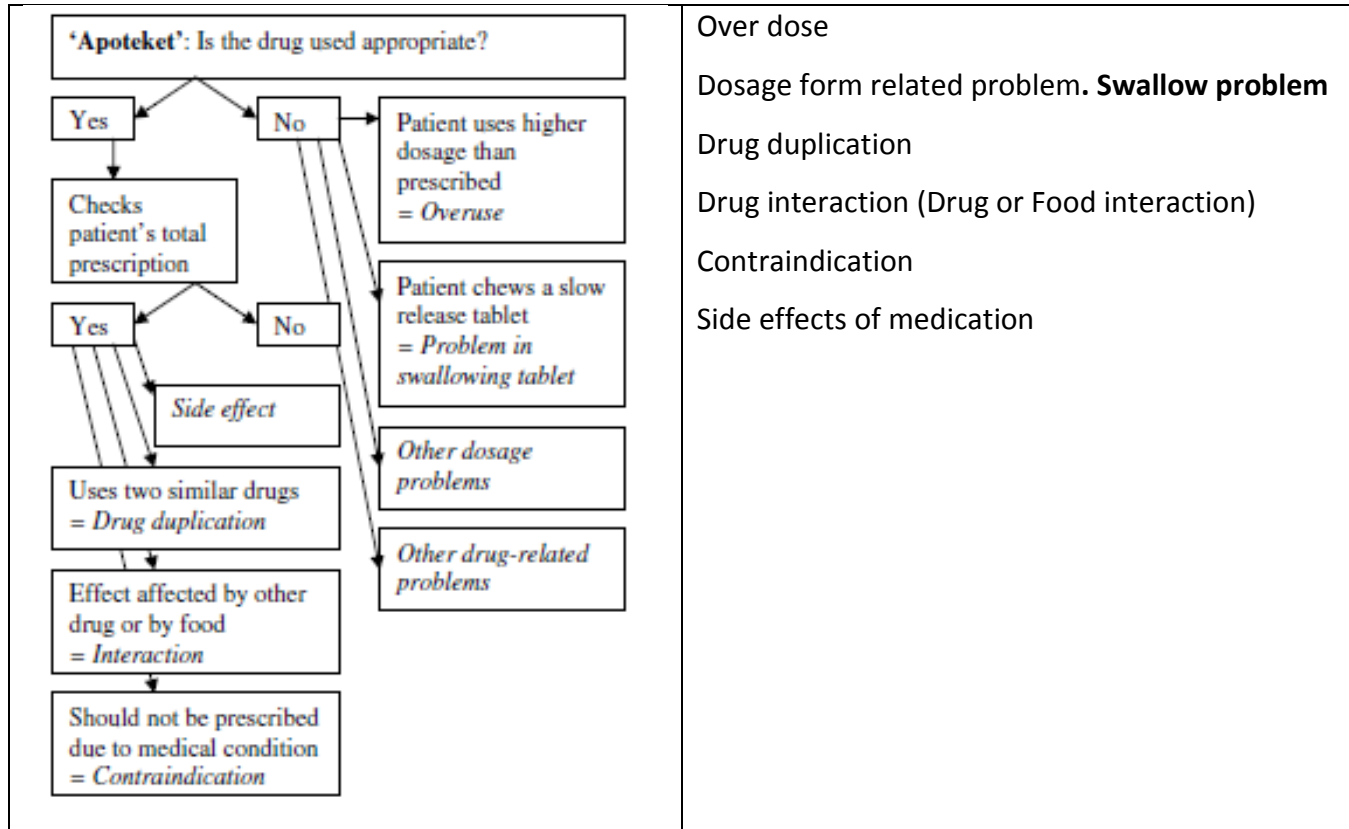 ‘Apoteket’: Is the drug used appropriate?
Yes
No
Patient uses higher
dosage than
prescribed
= Overuse
Checks
patient’s total
prescription
Patient chews a slow
release tablet
= Problem in
swallowing tablet
Yes
No
Side effect
Other dosage
problems
Uses two similar drugs
= Drug duplication
Other drug-related
problems
Effect affected by other
drug or by food
= Interaction
Should not be prescribed
due to medical condition
= Contraindication
Over dose
Dosage form related problem. Swallow problem
Drug duplication
Drug interaction (Drug or Food interaction)
Contraindication
Side effects of medication